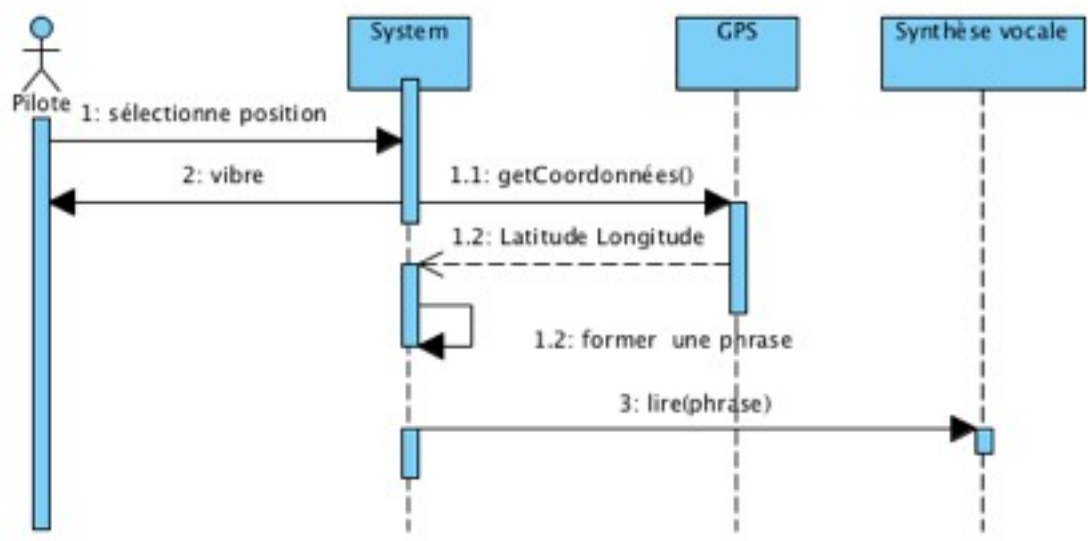 System
GPS
Synthèse vocale
Pilote
1: sélectionne position
2: vibre
1.1: getCoordonnées()
1.2: Latitude Longitude
1.2: former une phrase
3: lire(phrase)